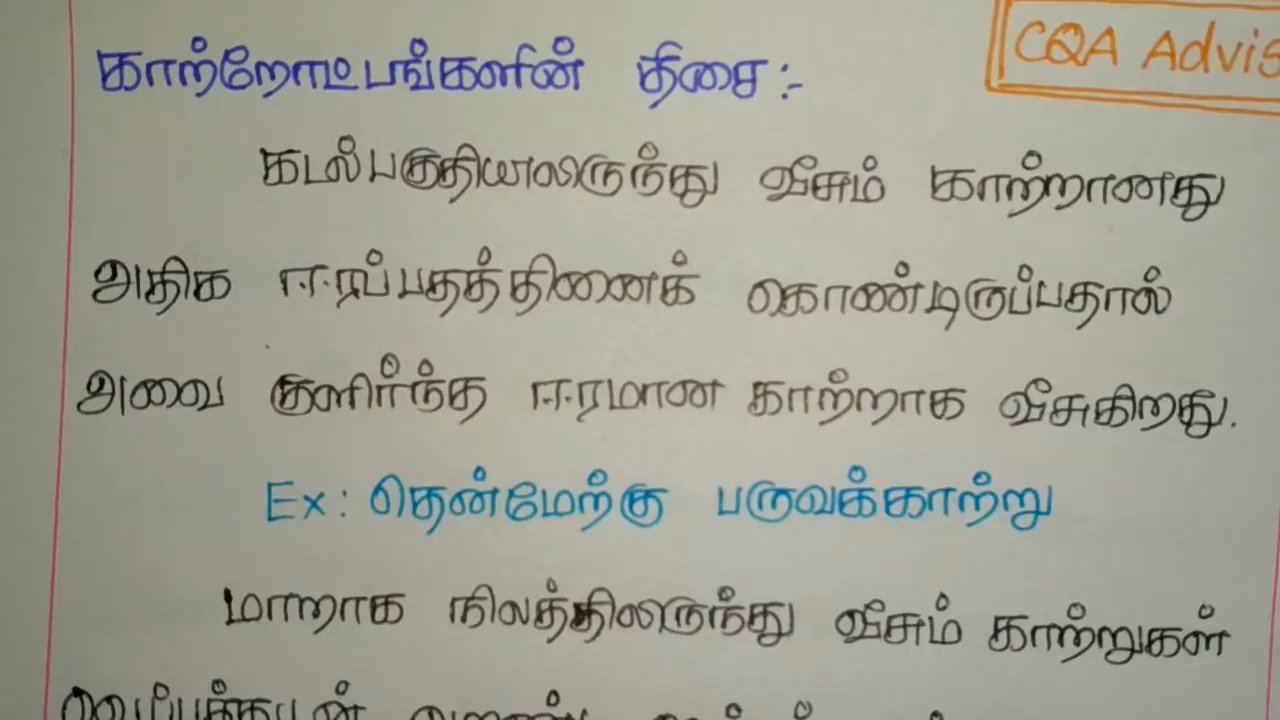 காற்றோட்டங்களின் திசை :-
CQA Advis
கடல்பகுதியிலிருந்து வீசும் காற்றானது
அதிக ஈரப்பதத்தினைக் கொண்டிருப்பதால்
அவை குளிர்ந்த ஈரமான காற்றாக வீசுகிறது.
Ex: தென்மேற்கு பருவக்காற்று
மாறாக நிலத்திலிருந்து வீசும் காற்றுகள்